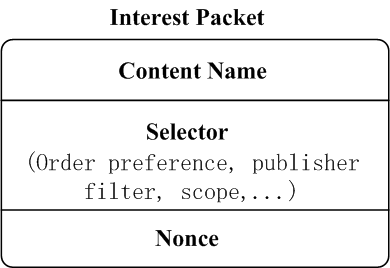 Interest Packet
Content Name
Selector
(Order preference, publisher
filter, scope,...)
Nonce